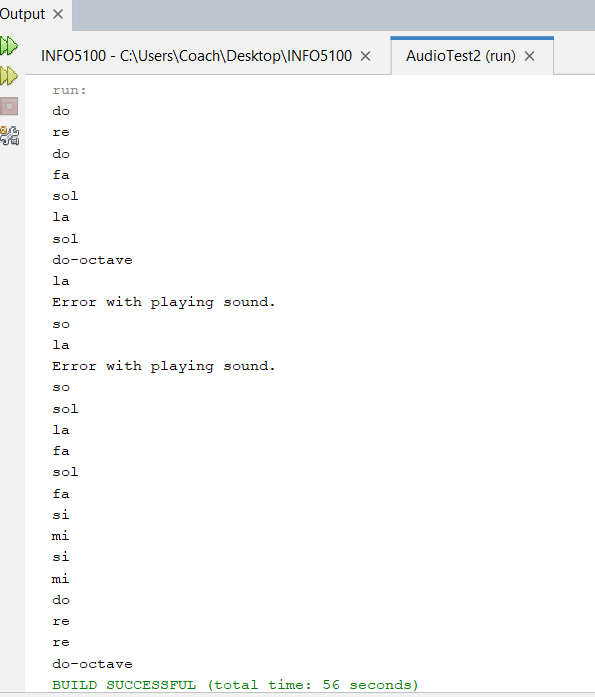 Output
INFO5100 - C:\Users\Coach\Desktop\INFO5100
AudioTest2 (run)
run:
do
re
do
fa
sol
la
sol
do-octave
la
Error with playing sound.
so
la
Error with playing sound.
so
sol
la
fa
sol
fa
si
mi
si
mi
do
re
re
do-octave
BUILD SUCCESSFUL (total time: 56 seconds)